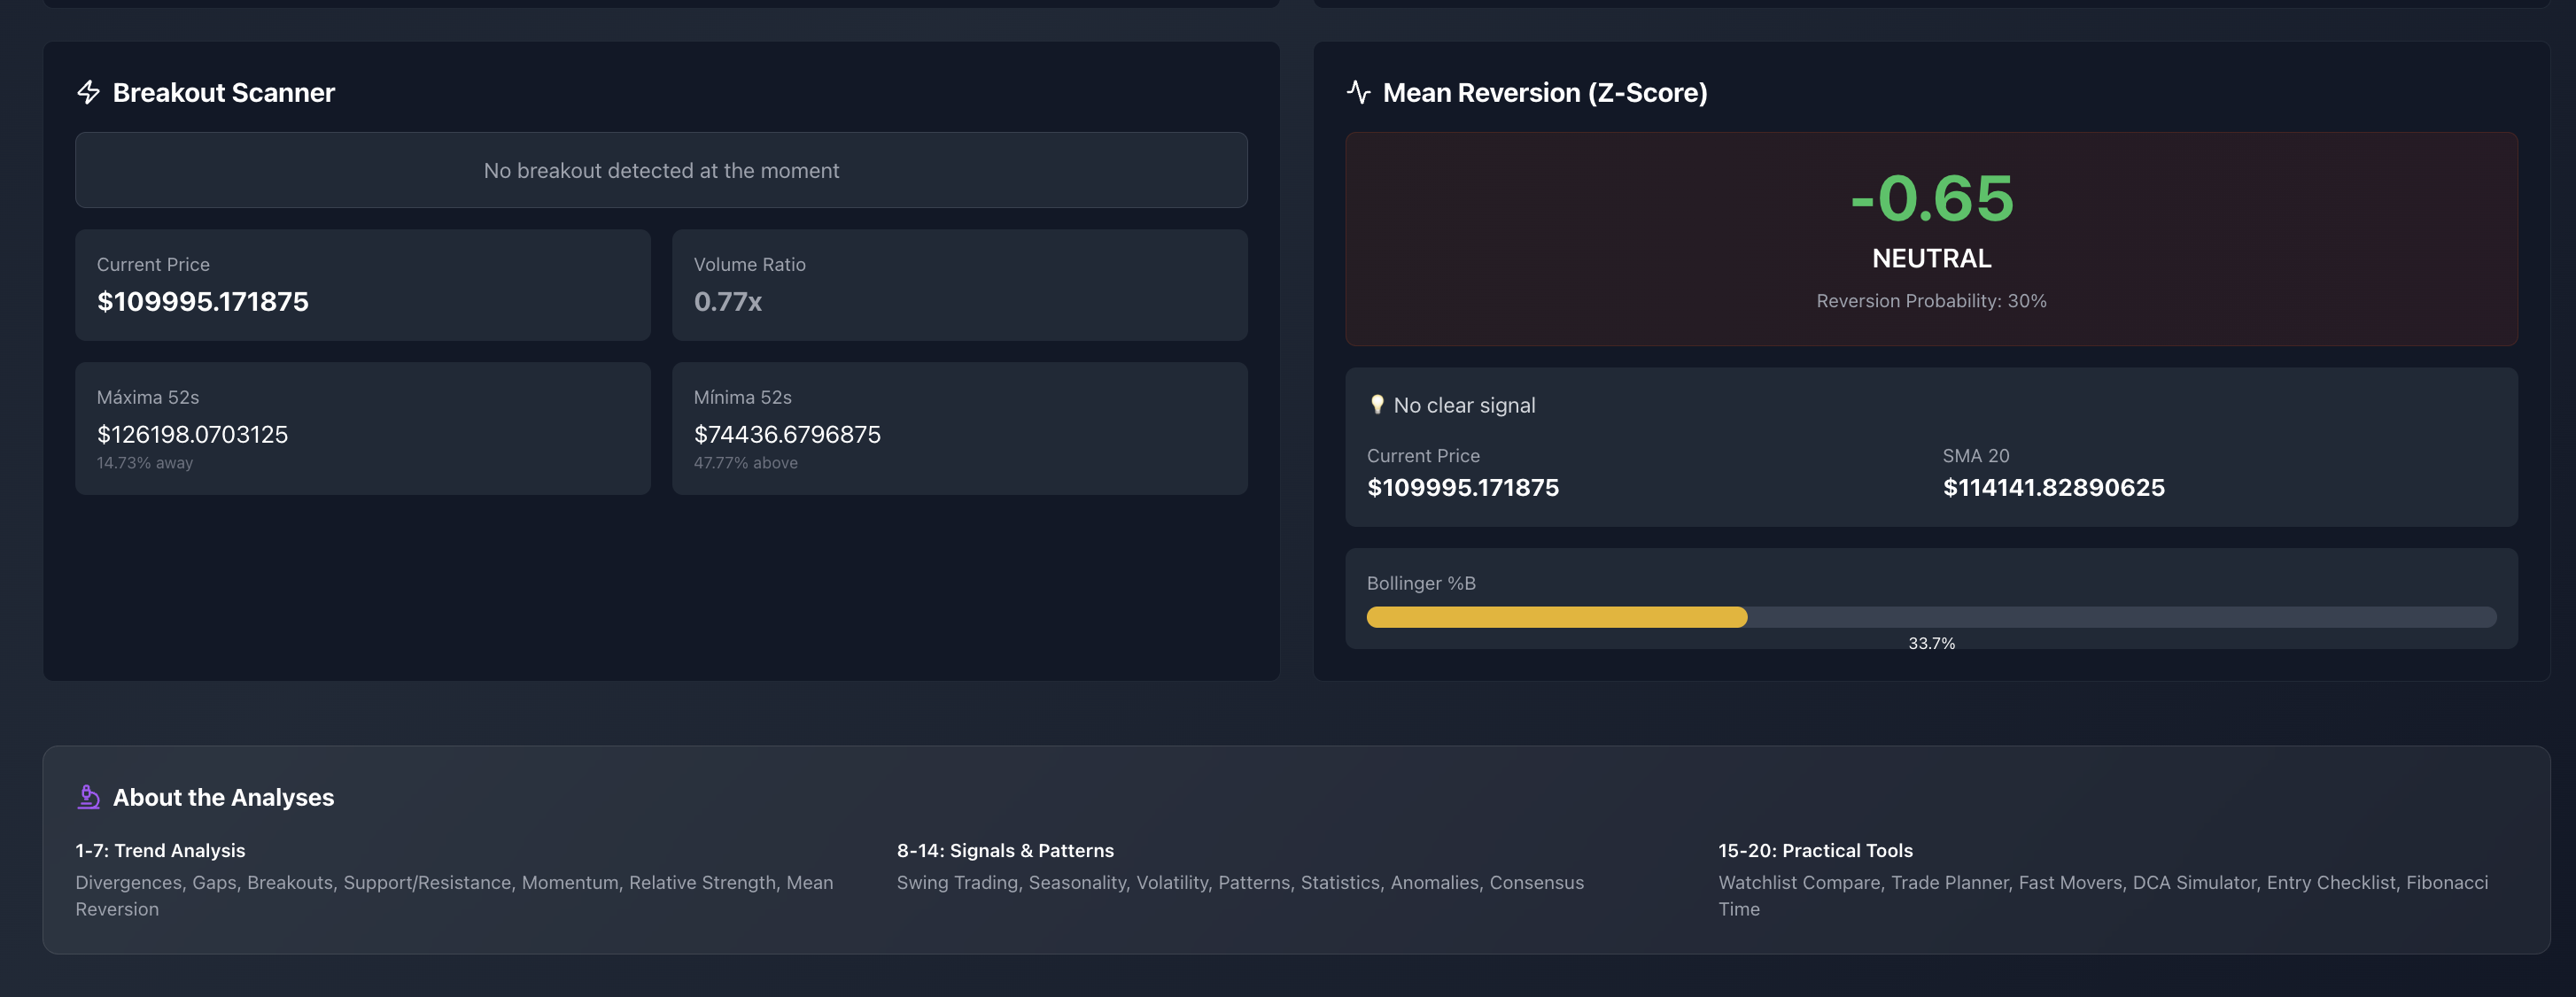 Breakout Scanner
No breakout detected at the moment
Current Price
$109995.171875
Volume Ratio
0.77x
Máxima 52s
$126198.0703125
14.73% away
Mínima 52s
$74436.6796875
47.77% above
Mean Reversion (Z-Score)
-0.65
NEUTRAL
Reversion Probability: 30%
No clear signal
Current Price
$109995.171875
SMA 20
$114141.82890625
Bollinger %B
33.7%
About the Analyses
1-7: Trend Analysis
Divergences, Gaps, Breakouts, Support/Resistance, Momentum, Relative Strength, Mean
Reversion
8-14: Signals & Patterns
Swing Trading, Seasonality, Volatility, Patterns, Statistics, Anomalies, Consensus
15-20: Practical Tools
Watchlist Compare, Trade Planner, Fast Movers, DCA Simulator, Entry Checklist, Fibonacci
Time